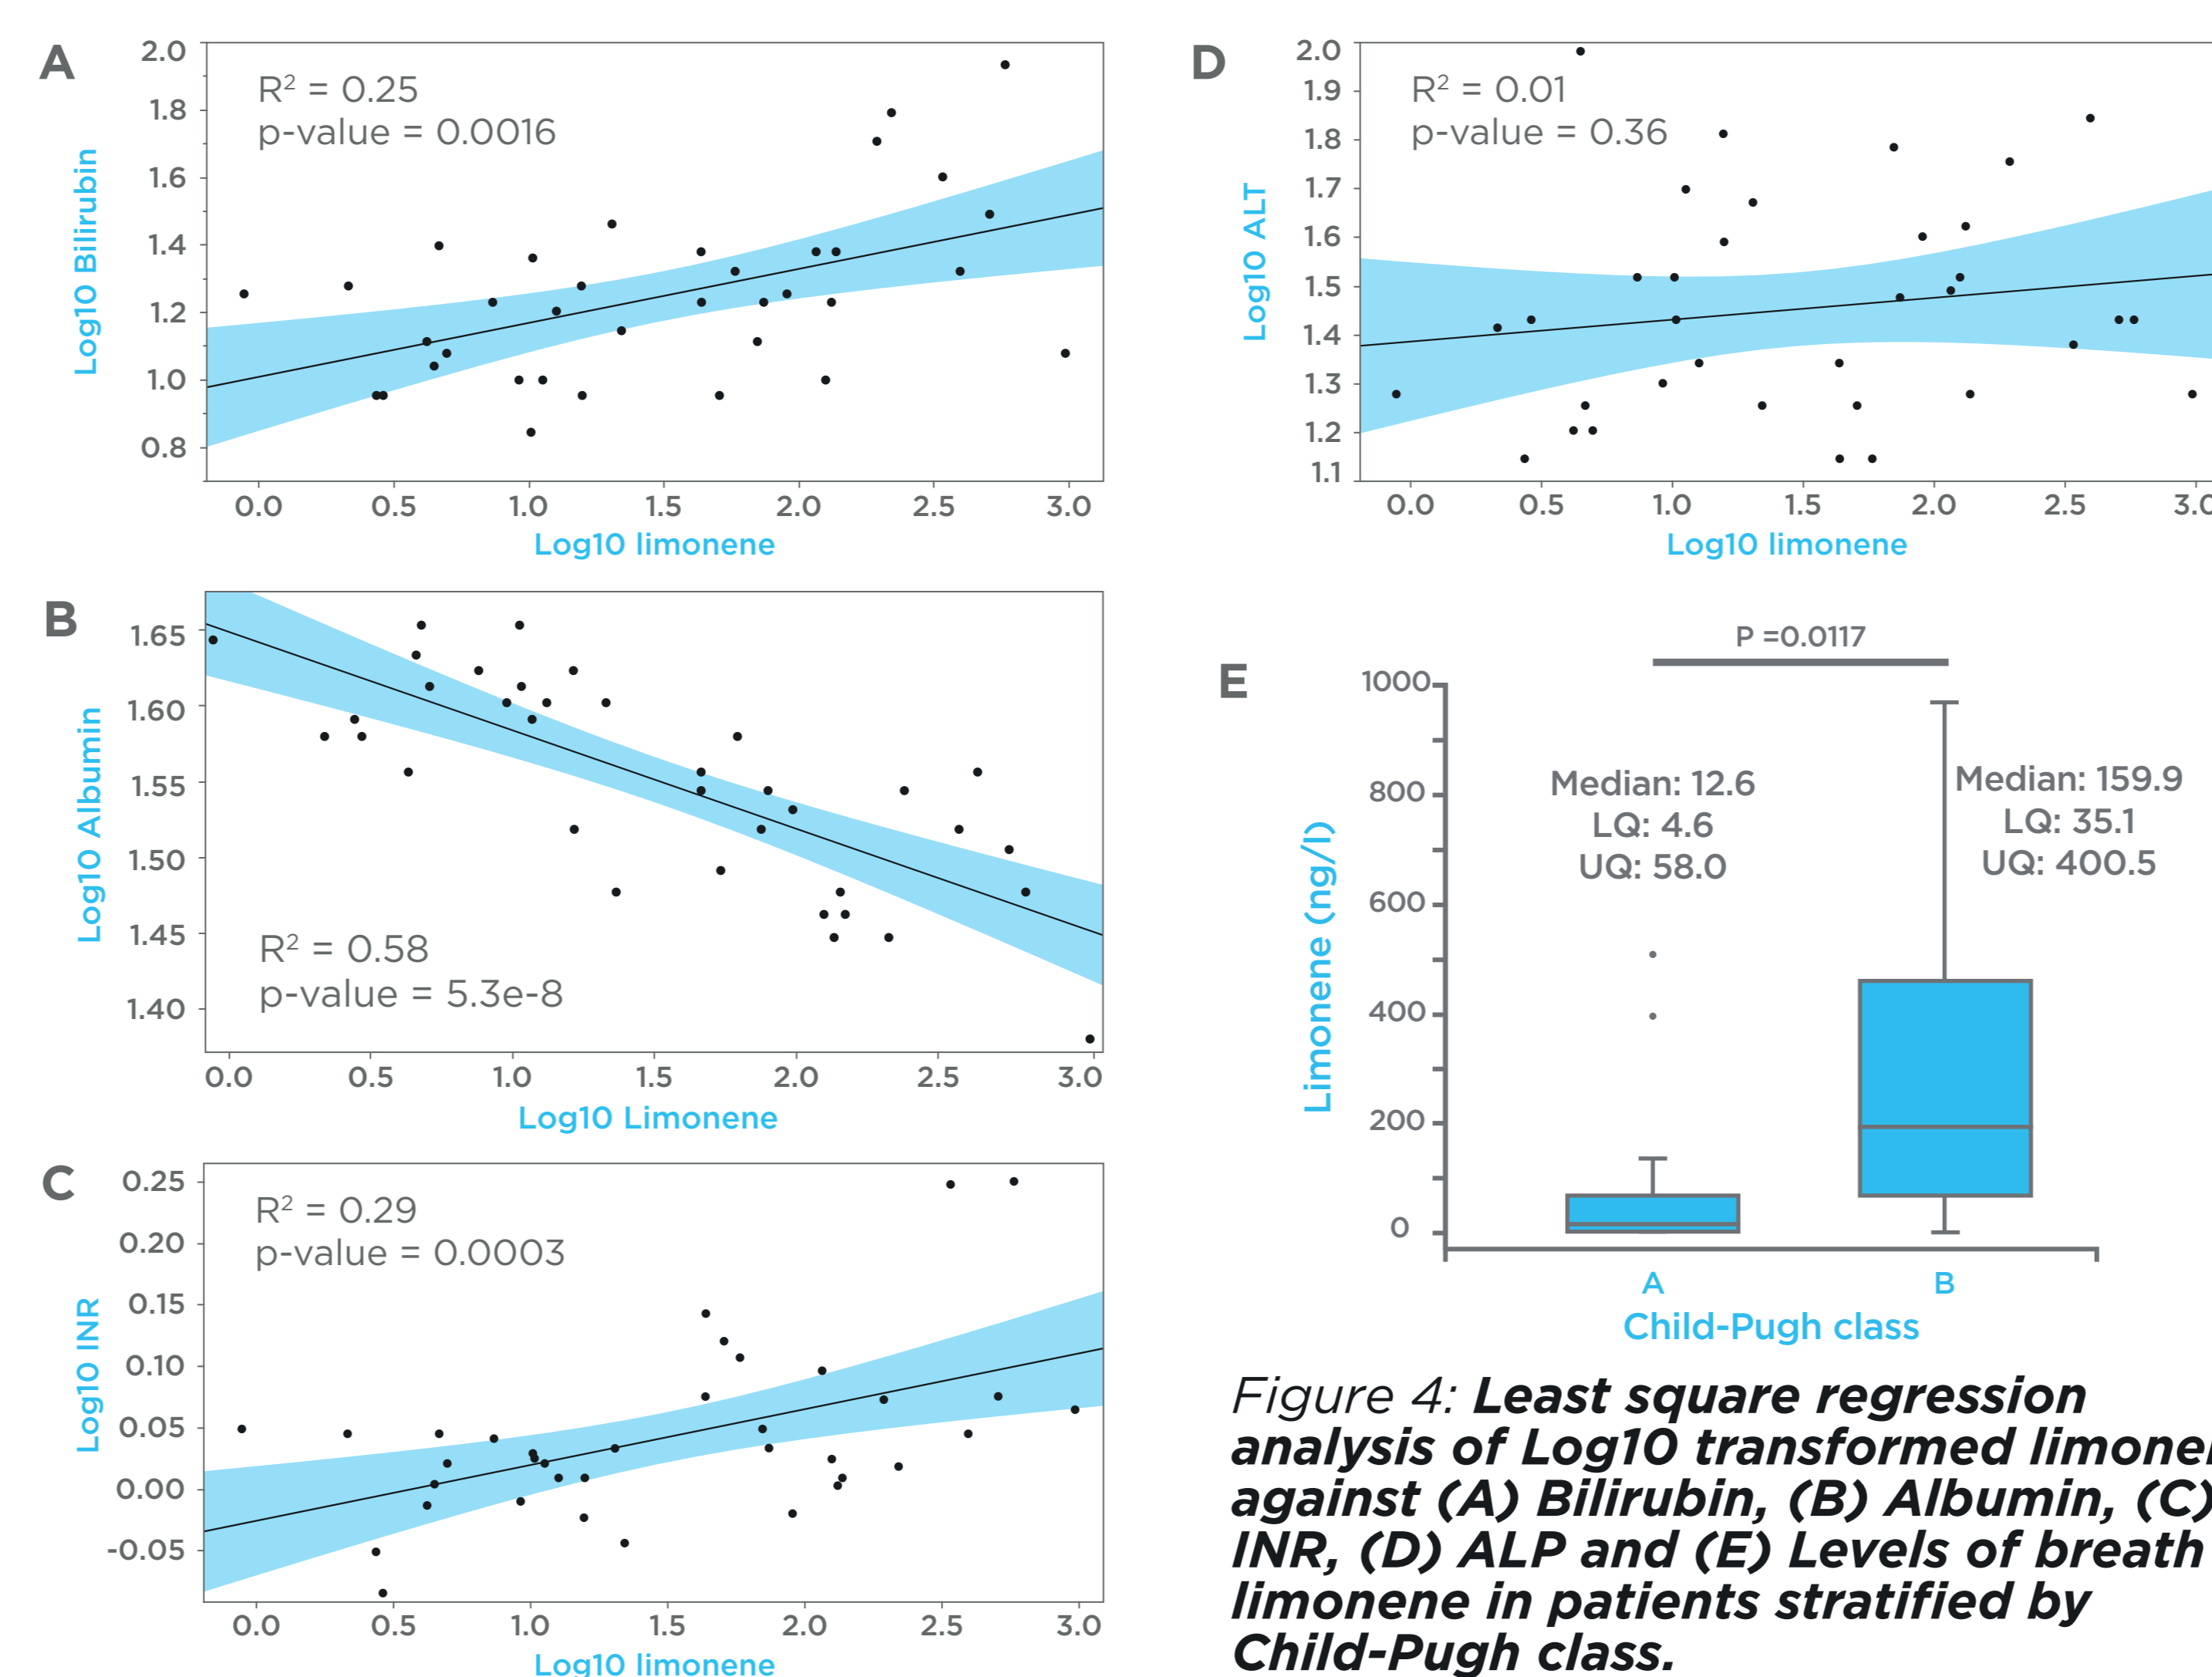 A
R² = 0.25
p-value = 0.0016
Log10 Bilirubin
2.0
1.8
1.6
1.4
1.2
1.0
0.8
0.0 0.5 1.0 1.5 2.0 2.5 3.0
Log10 limonene
B
R² = 0.58
p-value = 5.3e-8
Log10 Albumin
1.65
1.60
1.55
1.50
1.45
1.40
0.0 0.5 1.0 1.5 2.0 2.5 3.0
Log10 Limonene
C
R² = 0.29
p-value = 0.0003
Log10 INR
0.25
0.20
0.15
0.10
0.05
0.00
-0.05
0.0 0.5 1.0 1.5 2.0 2.5 3.0
Log10 limonene
D
R² = 0.01
p-value = 0.36
Log10 ALT
2.0
1.9
1.8
1.7
1.6
1.5
1.4
1.3
1.2
1.1
0.0 0.5 1.0 1.5 2.0 2.5 3.0
Log10 limonene
E
P =0.0117
Limonene (ng/l)
1000
800
600
400
200
0
Median: 12.6
LQ: 4.6
UQ: 58.0
Median: 159.9
LQ: 35.1
UQ: 400.5
A B
Child-Pugh class
Figure 4: Least square regression
analysis of Log10 transformed
against (A) Bilirubin, (B) Albumin, (C)
INR, (D) ALP and (E) Levels of breath
limonene in patients stratified by
Child-Pugh class.